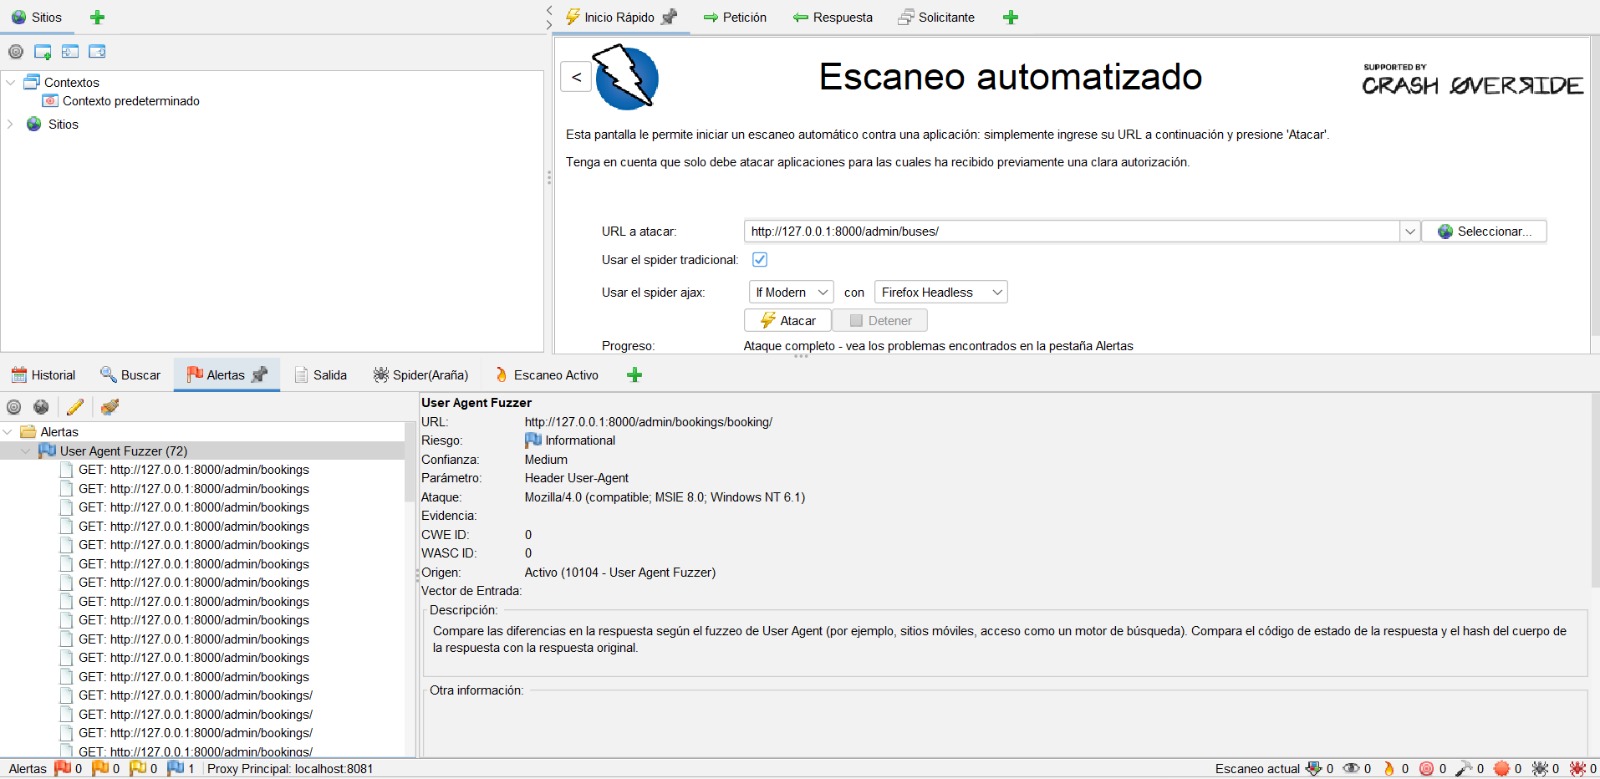 Sitios
Inicio Rápido
Petición
Respuesta
Solicitante
Contextos
Contexto predeterminado
Sitios
<
Escaneo automatizado
SUPPORTED BY
CRASH ØVERRIDE
Esta pantalla le permite iniciar un escaneo automático contra una aplicación: simplemente ingrese su URL a continuación y presione 'Atacar'.
Tenga en cuenta que solo debe atacar aplicaciones para las cuales ha recibido previamente una clara autorización.
URL a atacar: http://127.0.0.1:8000/admin/buses/ Seleccionar...
Usar el spider tradicional:
Usar el spider ajax: If Modern con Firefox Headless
Atacar Detener
Progreso: Ataque completo - vea los problemas encontrados en la pestaña Alertas
Historial Buscar Alertas Salida Spider(Araña) Escaneo Activo
Alertas
User Agent Fuzzer (72)
GET: http://127.0.0.1:8000/admin/bookings
GET: http://127.0.0.1:8000/admin/bookings
GET: http://127.0.0.1:8000/admin/bookings
GET: http://127.0.0.1:8000/admin/bookings
GET: http://127.0.0.1:8000/admin/bookings
GET: http://127.0.0.1:8000/admin/bookings
GET: http://127.0.0.1:8000/admin/bookings
GET: http://127.0.0.1:8000/admin/bookings
GET: http://127.0.0.1:8000/admin/bookings
GET: http://127.0.0.1:8000/admin/bookings
GET: http://127.0.0.1:8000/admin/bookings
GET: http://127.0.0.1:8000/admin/bookings
GET: http://127.0.0.1:8000/admin/bookings/
GET: http://127.0.0.1:8000/admin/bookings/
GET: http://127.0.0.1:8000/admin/bookings/
GET: http://127.0.0.1:8000/admin/bookings/
User Agent Fuzzer
URL: http://127.0.0.1:8000/admin/bookings/booking/
Riesgo: Informational
Confianza: Medium
Parámetro: Header User-Agent
Ataque: Mozilla/4.0 (compatible; MSIE 8.0; Windows NT 6.1)
Evidencia:
CWE ID: 0
WASC ID: 0
Origen: Activo (10104 - User Agent Fuzzer)
Vector de Entrada:
Descripción:
Compare las diferencias en la respuesta según el fuzzeo de User Agent (por ejemplo, sitios móviles, acceso como un motor de búsqueda). Compara el código de estado de la respuesta y el hash del cuerpo de
la respuesta con la respuesta original.
Otra información:
Alertas 0 0 0 1 Proxy Principal: localhost:8081 Escaneo actual 0 0 0 0 0 0 0 0